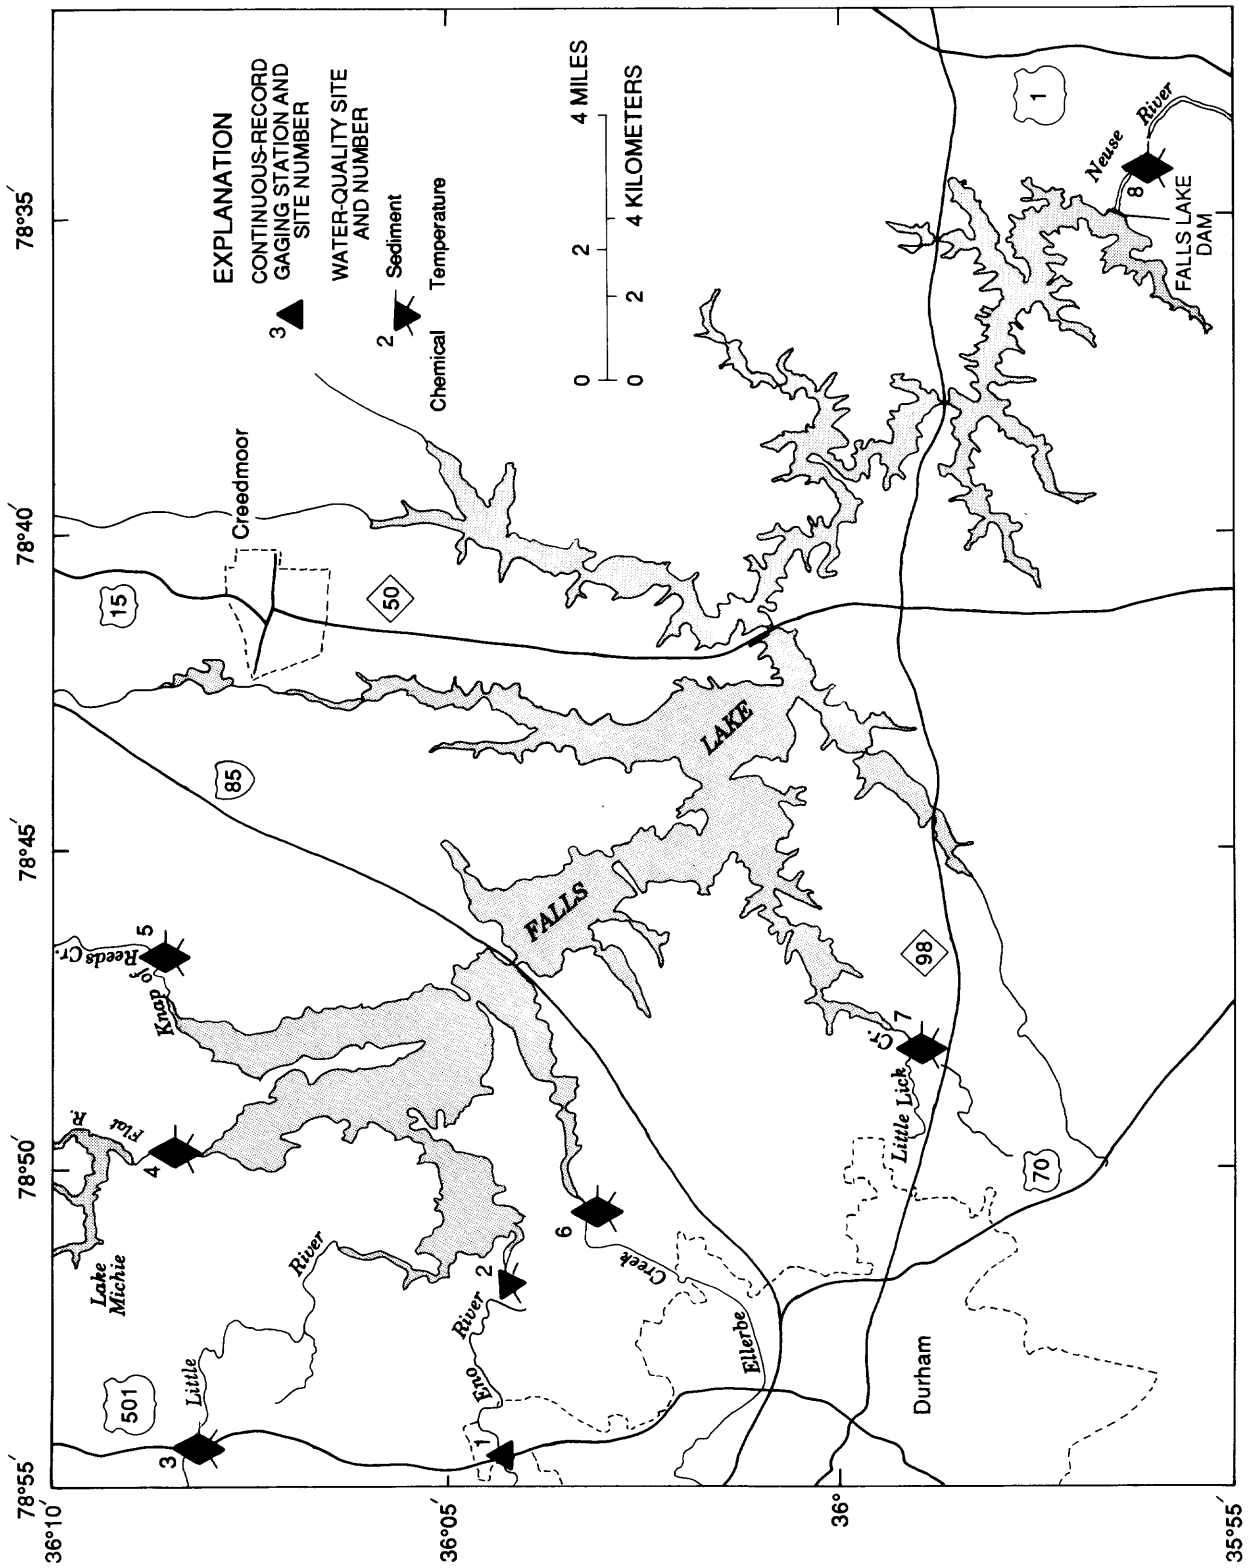 78°55′
78°50′
78°45′
78°40′
78°35′
36°10′
36°05′
36°
35°55′
EXPLANATION
3
CONTINUOUS-RECORD
GAGING STATION AND
SITE NUMBER
WATER-QUALITY SITE
AND NUMBER
2
Sediment
Chemical
Temperature
0 2 4 MILES
0 2 4 KILOMETERS
501
3
Little
River
Lake
Michie
Flat
R.
4
Knap
of
Reeds Cr.
5
85
15
Creedmoor
50
1
Eno
River
2
6
Ellerbe
Creek
FALLS
LAKE
Durham
Little Lick
Cr.
7
98
70
1
Neuse
River
8
FALLS LAKE
DAM